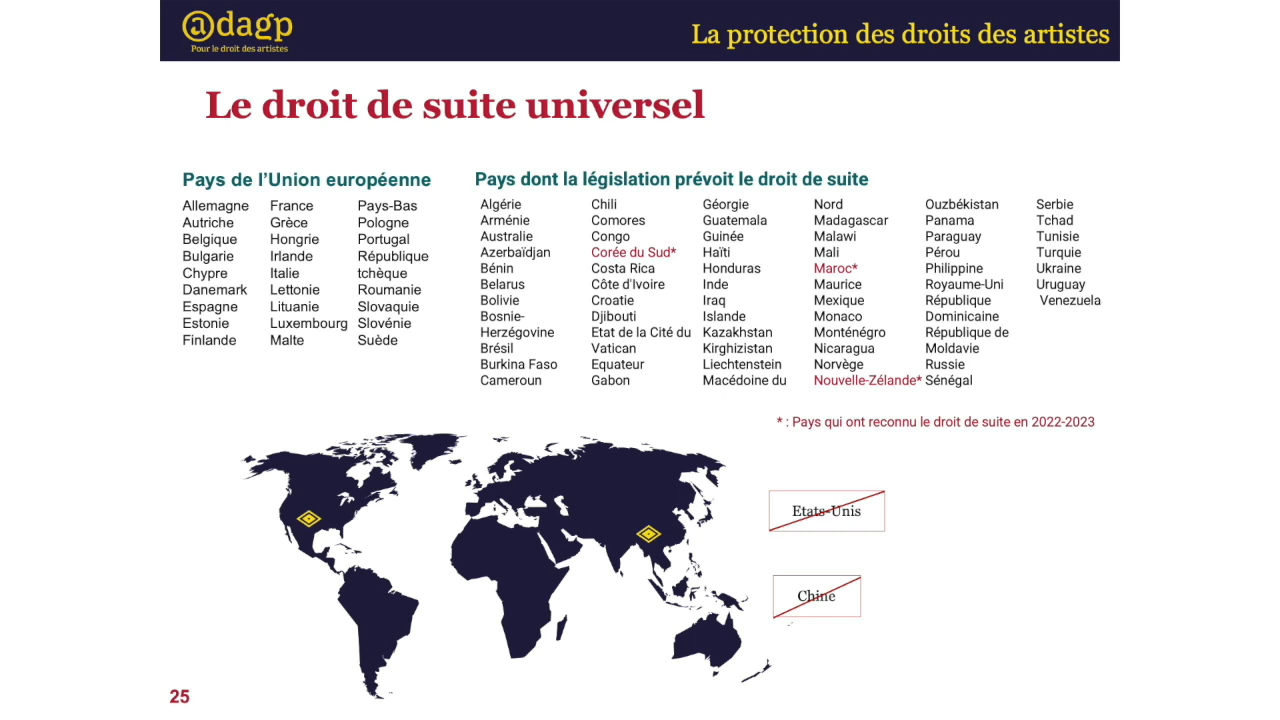 @dagp
Pour le droit des artistes
La protection des droits des artistes
Le droit de suite universel
Pays de l'Union européenne
Allemagne
Autriche
Belgique
Bulgarie
Chypre
Danemark
Espagne
Estonie
Finlande
France
Grèce
Hongrie
Irlande
Italie
Lettonie
Lituanie
Luxembourg
Malte
Pays-Bas
Pologne
Portugal
République
tchèque
Roumanie
Slovaquie
Slovénie
Suède
Pays dont la législation prévoit le droit de suite
Algérie
Arménie
Australie
Azerbaïdjan
Bénin
Belarus
Bolivie
Bosnie-
Herzégovine
Brésil
Burkina Faso
Cameroun
Chili
Comores
Congo
Corée du Sud*
Costa Rica
Côte d'Ivoire
Croatie
Djibouti
Etat de la Cité du
Vatican
Equateur
Gabon
Géorgie
Guatemala
Guinée
Haïti
Honduras
Inde
Iraq
Islande
Kazakhstan
Kirghizistan
Liechtenstein
Macédoine du
Nord
Madagascar
Malawi
Mali
Maroc*
Maurice
Mexique
Monaco
Monténégro
Nicaragua
Norvège
Nouvelle-Zélande*
Ouzbékistan
Panama
Paraguay
Pérou
Philippine
Royaume-Uni
République
Dominicaine
République de
Moldavie
Russie
Sénégal
Serbie
Tchad
Tunisie
Turquie
Ukraine
Uruguay
Venezuela
* : Pays qui ont reconnu le droit de suite en 2022-2023
Etats-Unis
Chine
25